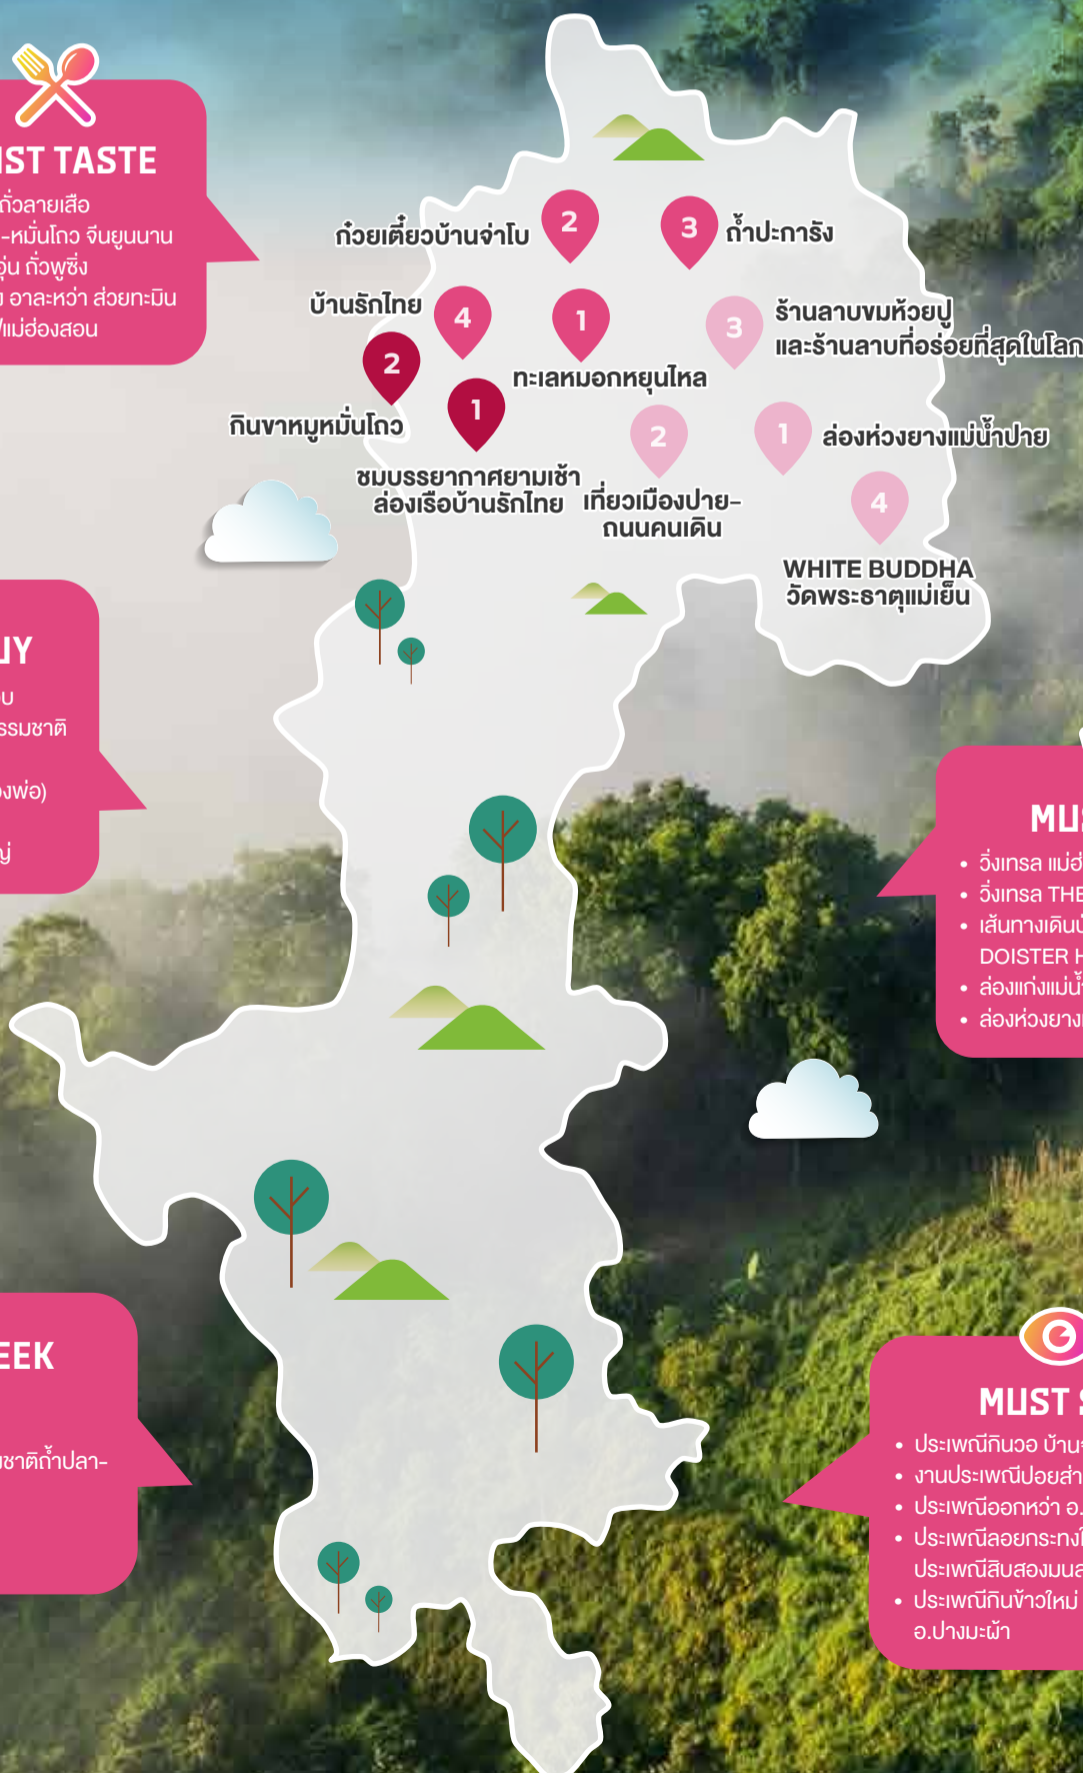 MUST TASTE
ถั่วลายเสือ
-หมั่นโถว จีนยูนนาน
อุ่น ถั่วพูซิ่ง
อาละหว่า ส่วยทะมิน
แม่ฮ่องสอน
2
ก๋วยเตี๋ยวบ้านจ่าโบ่
3
ถ้ำปะการัง
บ้านรักไทย
4
1
ทะเลหมอกหยุนไหล
3
ร้านลาบขมห้วยปู
และร้านลาบที่อร่อยที่สุดในโลก
2
กินขาหมูหมั่นโถว
1
ชมบรรยากาศยามเช้า
ล่องเรือบ้านรักไทย
2
เที่ยวเมืองปาย-
ถนนคนเดิน
1
ล่องห่วงยางแม่น้ำปาย
4
WHITE BUDDHA
วัดพระธาตุแม่เย็น
UY
บ
ธรรมชาติ
องพ่อ)
ญ่
MUS
• วิ่งเทรล แม่ฮ่
• วิ่งเทรล THE
• เส้นทางเดินป่
DOISTER H
• ล่องแก่งแม่น้ำ
• ล่องห่วงยาง
EEK
มชาติถ้ำปลา-
MUST S
• ประเพณีกินวอ บ้าน
• งานประเพณีปอยส่า
• ประเพณีออกหว่า อ.
• ประเพณีลอยกระทง
ประเพณีสิบสองมน
• ประเพณีกินข้าวใหม่
อ.ปางมะผ้า